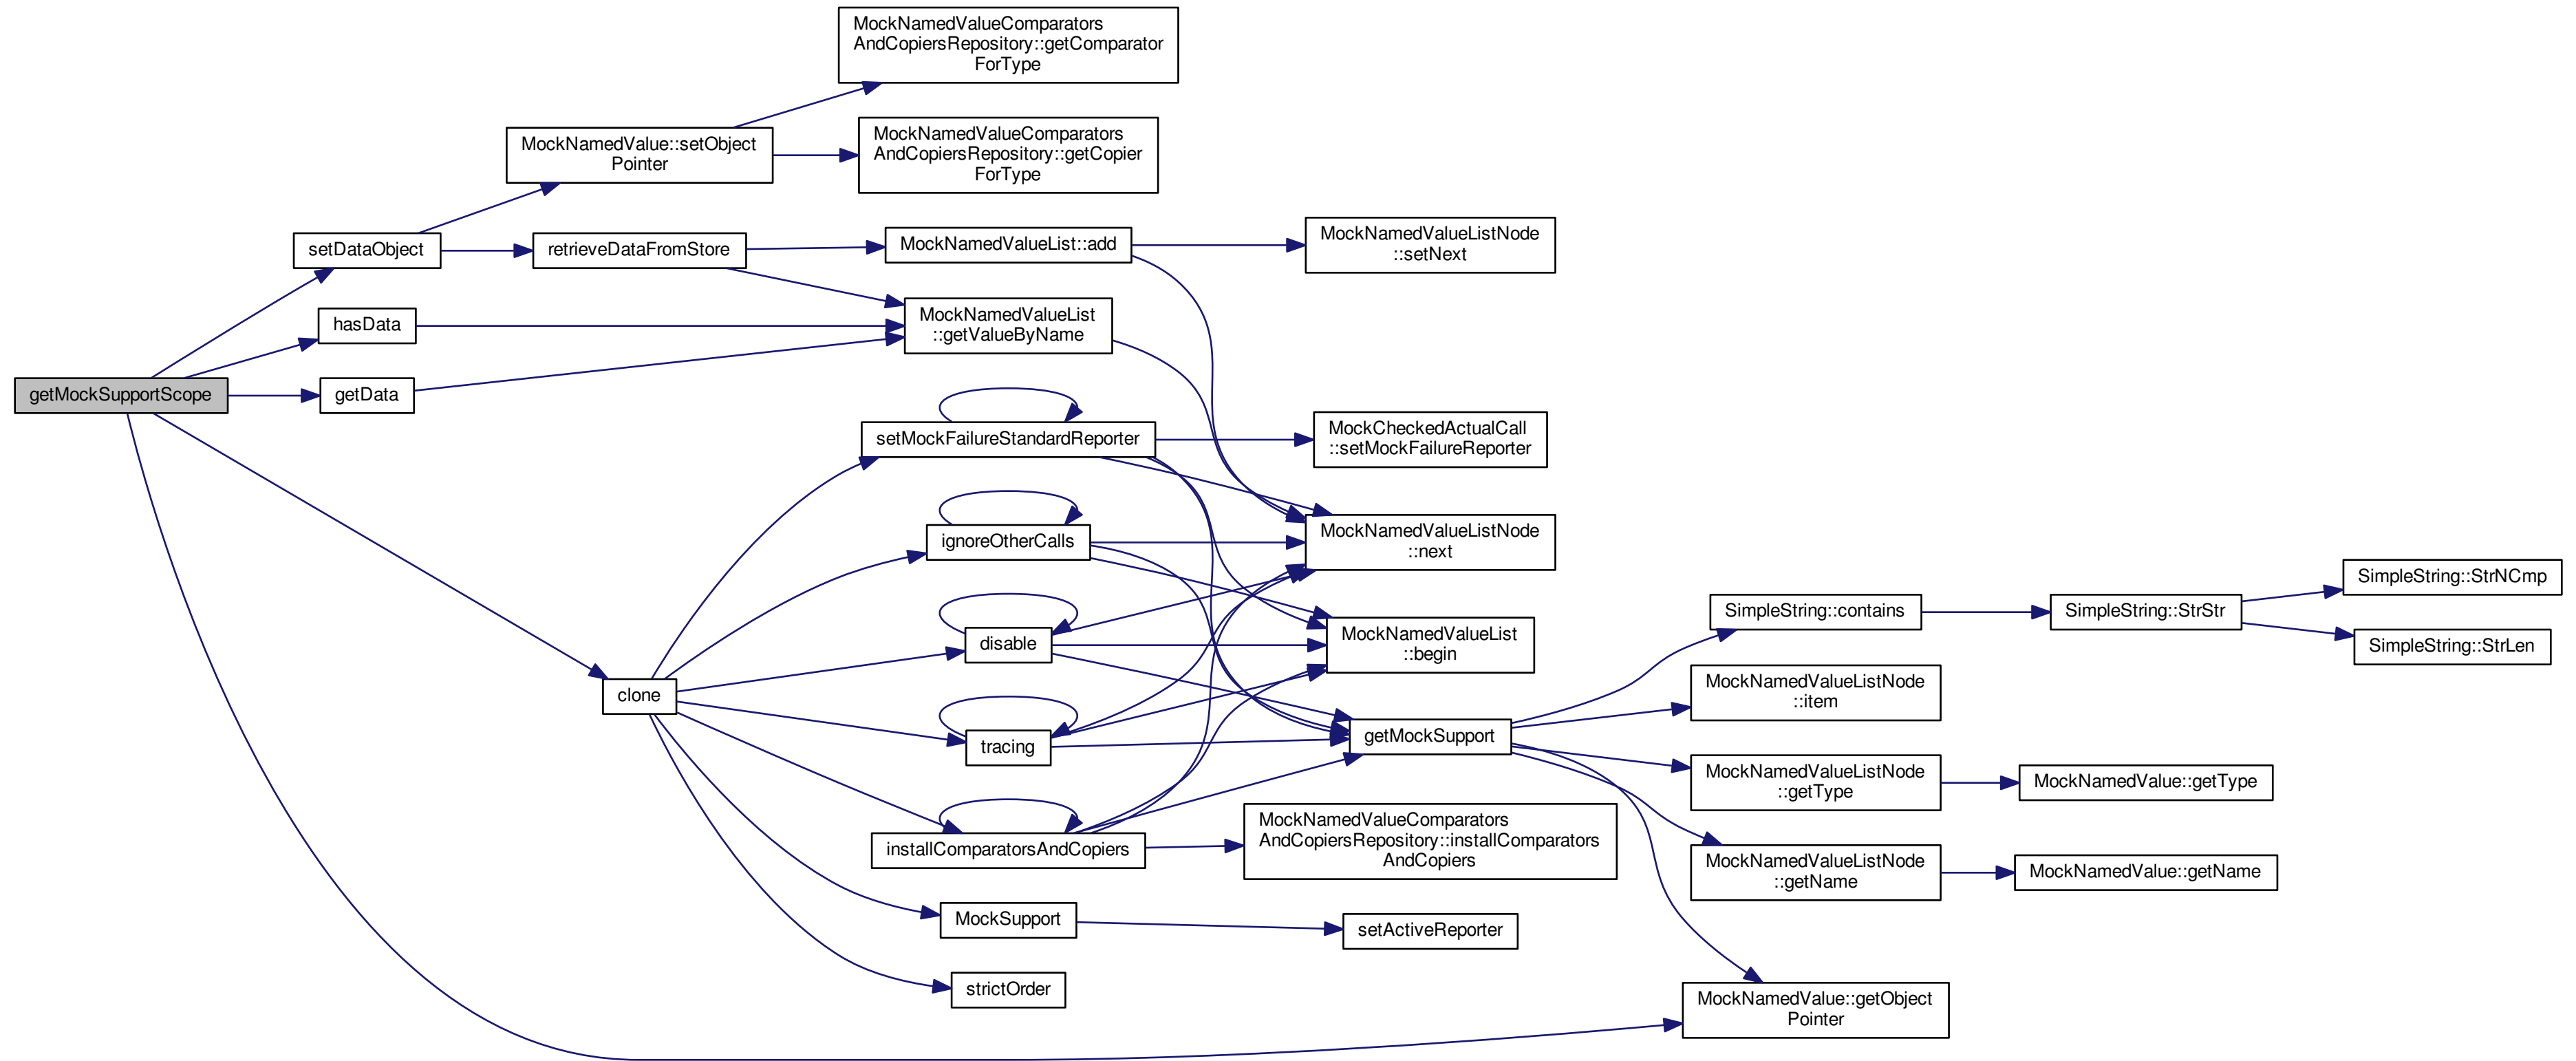 getMockSupportScope
setDataObject
hasData
getData
MockNamedValue::setObject
Pointer
retrieveDataFromStore
clone
MockNamedValueComparators
AndCopiersRepository::getComparator
ForType
MockNamedValueComparators
AndCopiersRepository::getCopier
ForType
MockNamedValueList::add
MockNamedValueList
::getValueByName
setMockFailureStandardReporter
ignoreOtherCalls
disable
tracing
installComparatorsAndCopiers
MockSupport
strictOrder
MockNamedValueListNode
::setNext
MockCheckedActualCall
::setMockFailureReporter
MockNamedValueListNode
::next
MockNamedValueList
::begin
getMockSupport
MockNamedValueComparators
AndCopiersRepository::installComparators
AndCopiers
setActiveReporter
SimpleString::contains
MockNamedValueListNode
::item
MockNamedValueListNode
::getType
MockNamedValueListNode
::getName
MockNamedValue::getObject
Pointer
SimpleString::StrStr
MockNamedValue::getType
MockNamedValue::getName
SimpleString::StrNCmp
SimpleString::StrLen